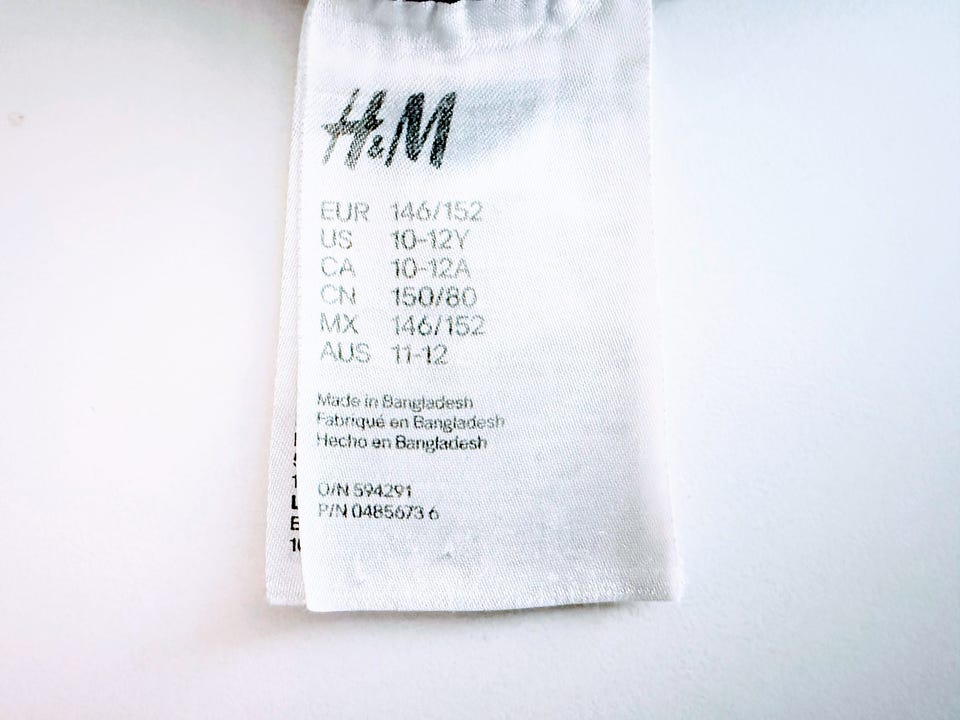 H&M
EUR 146/152
US 10-12Y
CA 10-12A
CN 150/80
MX 146/152
AUS 11-12
Made in Bangladesh
Fabriqué en Bangladesh
Hecho en Bangladesh
O/N 594291
P/N 0485673 6